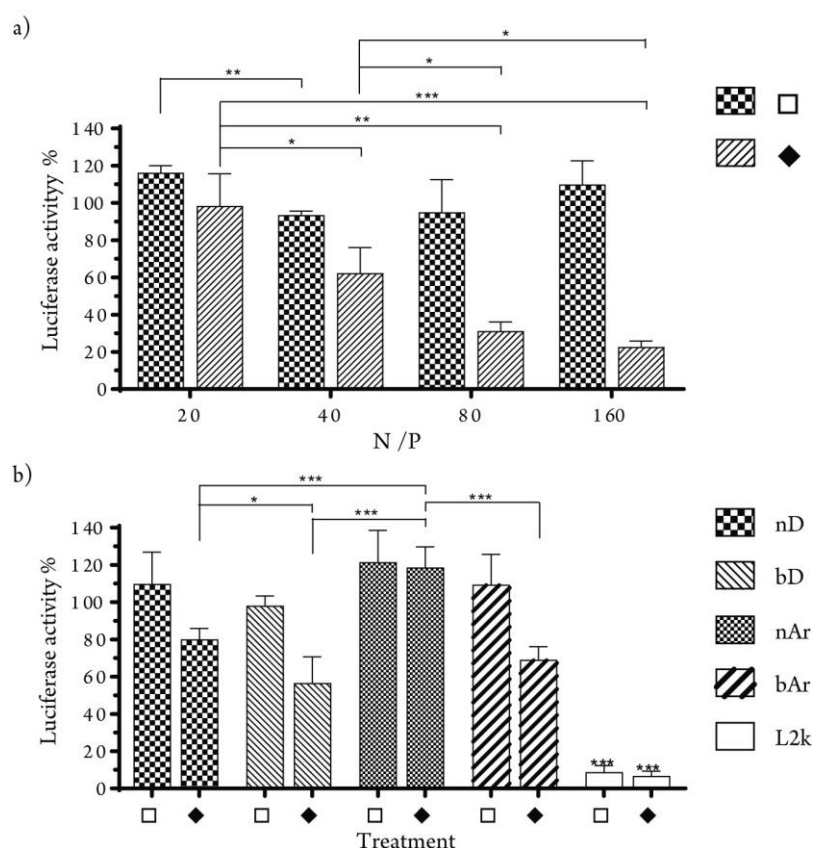 a)
*
*
**
***
**
*
140
120
100
80
60
40
20
0
Luciferase activityy %
20 40 80 160
N /P
□
◆
b)
***
***
*
***
140
120
100
80
60
40
20
0
Luciferase activity %
*** ***
□ ◆ □ ◆ □ ◆ □ ◆ □ ◆
Treatment
nD
bD
nAr
bAr
L2k